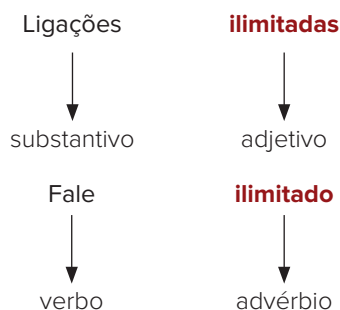 Ligações ilimitadas
substantivo adjetivo
Fale ilimitado
verbo advérbio